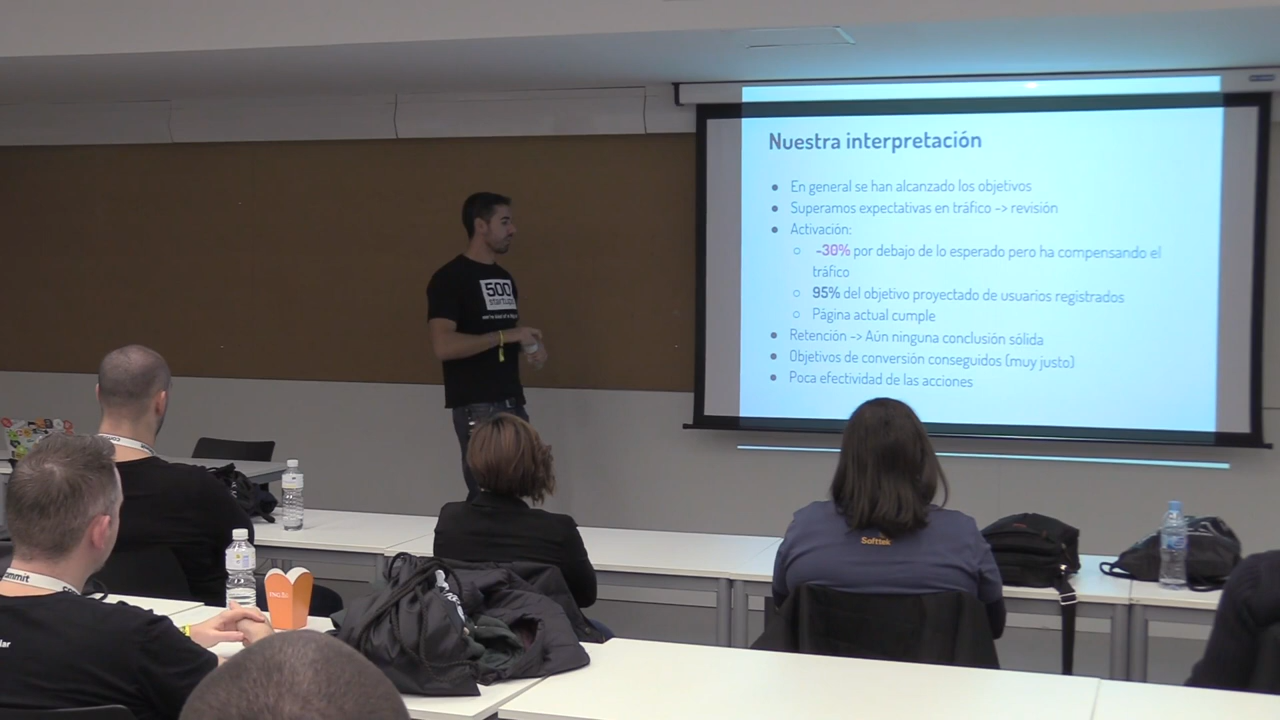 Nuestra interpretación
● En general se han alcanzado los objetivos
● Superamos expectativas en tráfico -> revisión
● Activación:
○ -30% por debajo de lo esperado pero ha compensando el
tráfico
○ 95% del objetivo proyectado de usuarios registrados
○ Página actual cumple
● Retención -> Aún ninguna conclusión sólida
● Objetivos de conversión conseguidos (muy justo)
● Poca efectividad de las acciones
500
startups
Softtek
ING